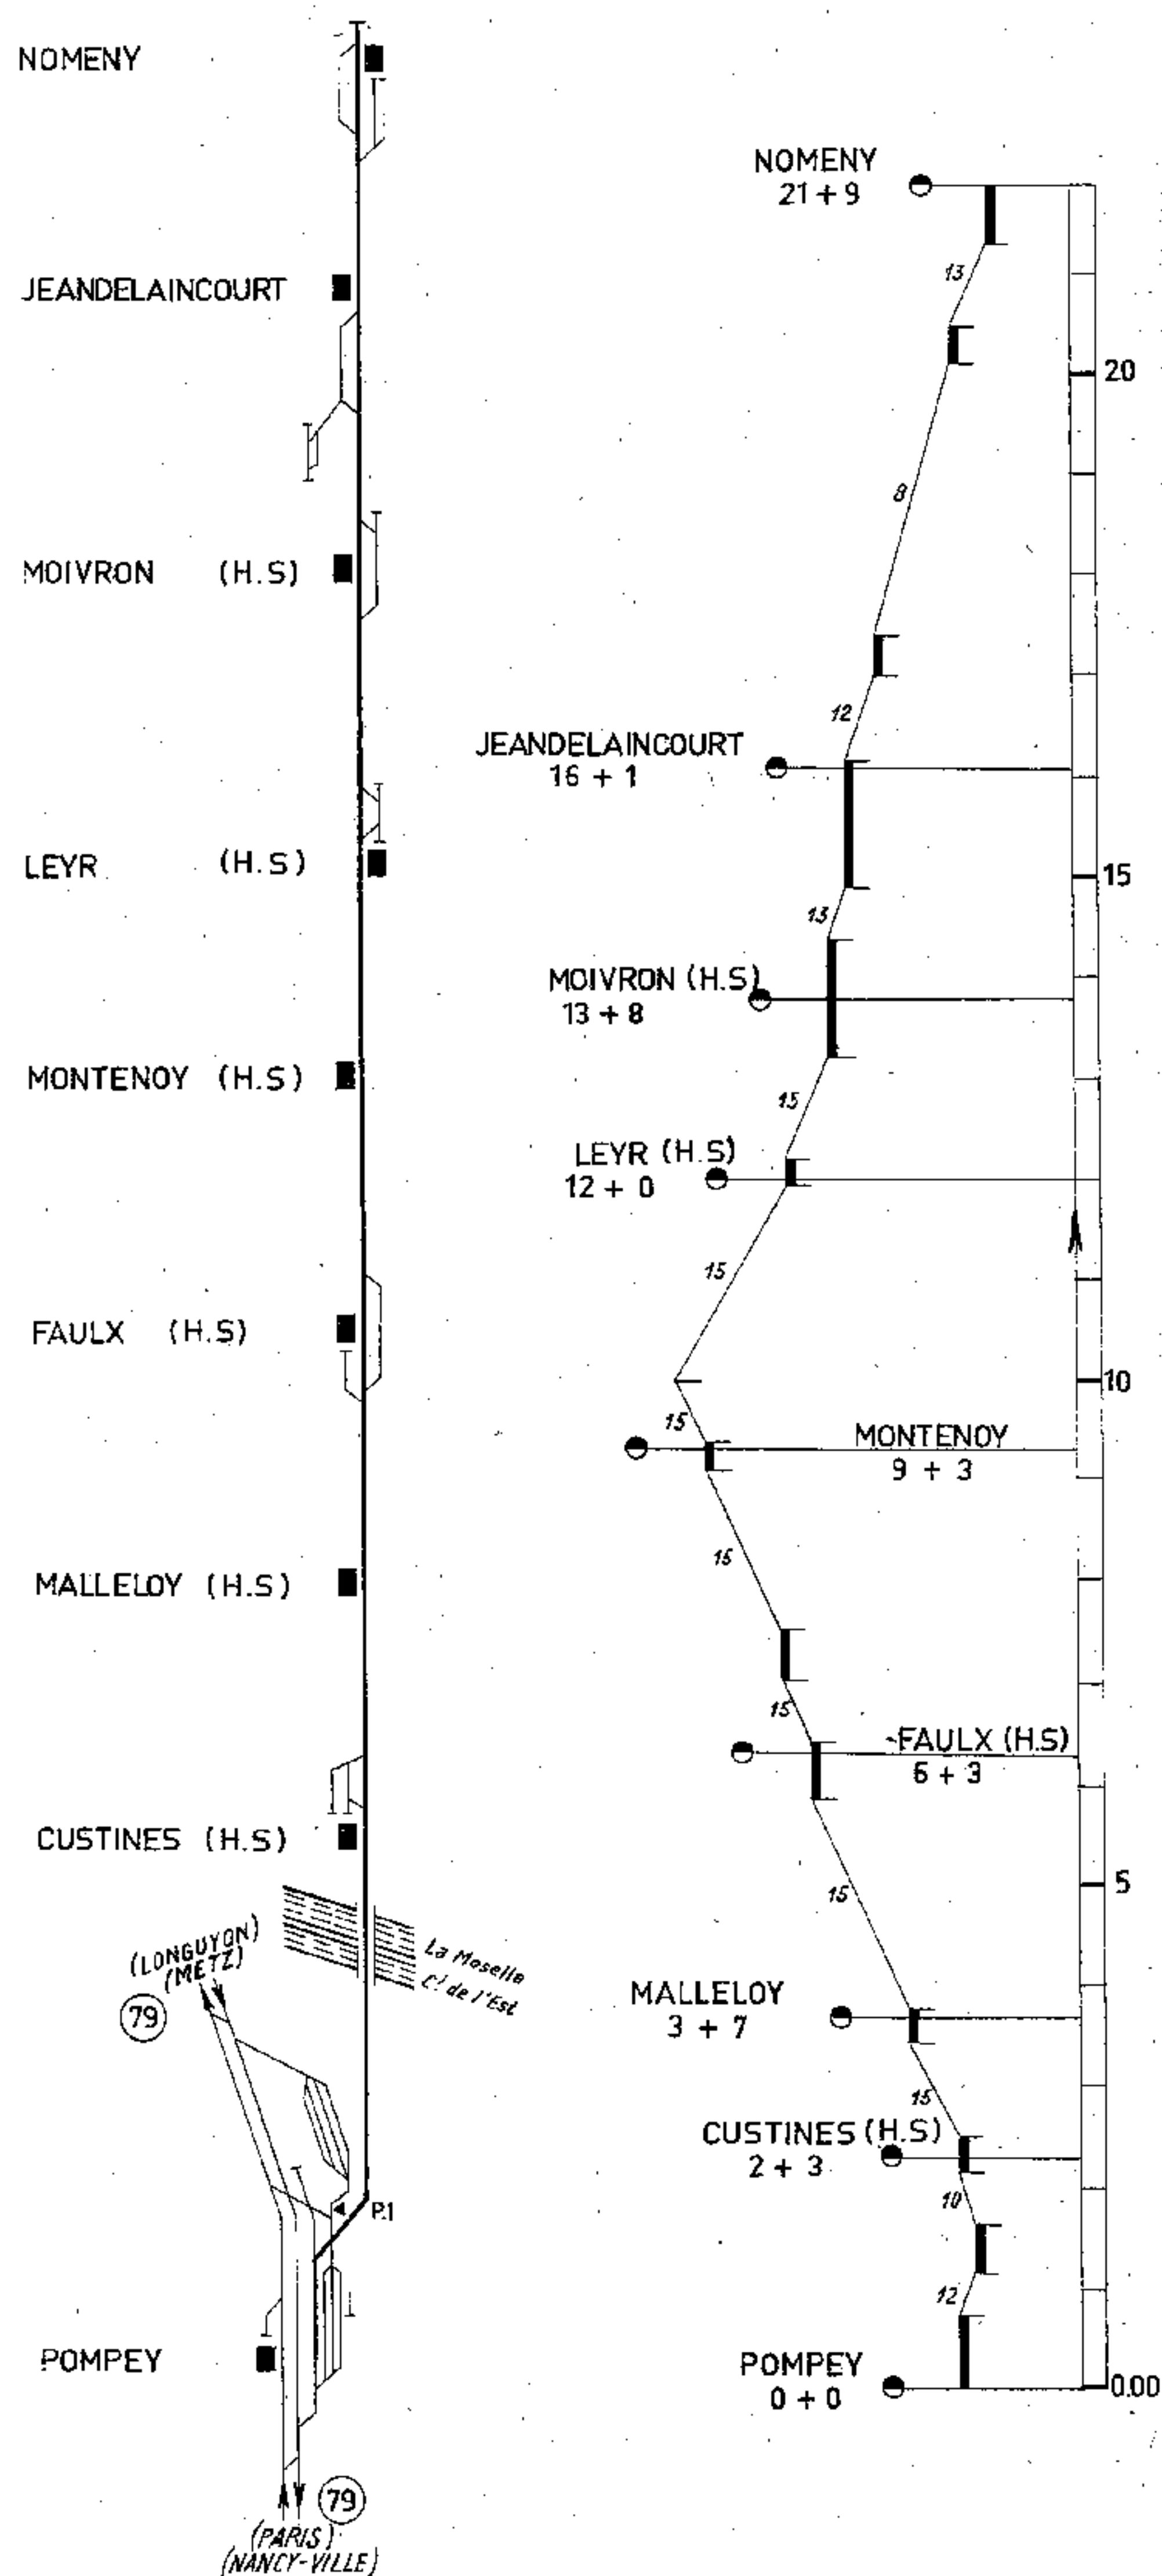 NOMENY
JEANDELAINCOURT
MOIVRON (H.S)
LEYR (H.S)
MONTENOY (H.S)
FAULX (H.S)
MALLELOY (H.S)
CUSTINES (H.S)
La Moselle
C.! de l'Est
(LONGUYON)
(METZ)
79
P.1
POMPEY
79
(PARIS)
(NANCY-VILLE)
NOMENY
21 + 9
13
20
8
12
JEANDELAINCOURT
16 + 1
15
13
MOIVRON (H.S)
13 + 8
15
LEYR (H.S)
12 + 0
15
10
15
MONTENOY
9 + 3
15
15
FAULX (H.S)
6 + 3
15
5
MALLELOY
3 + 7
15
CUSTINES (H.S)
2 + 3
10
12
POMPEY
0 + 0
0.00